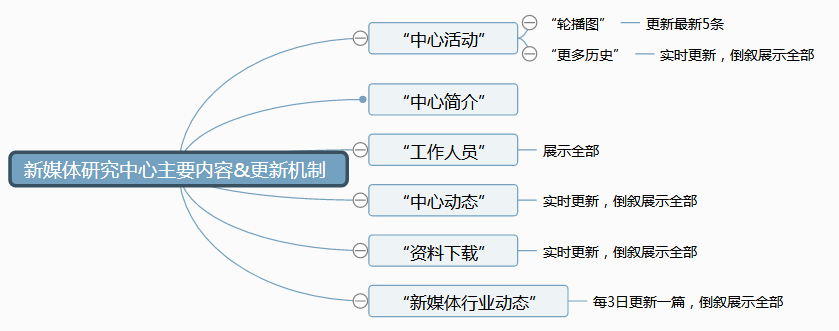 新媒体研究中心主要内容&更新机制
“中心活动”
“轮播图”
更新最新5条
“更多历史”
实时更新，倒叙展示全部
“中心简介”
“工作人员”
展示全部
“中心动态”
实时更新，倒叙展示全部
“资料下载”
实时更新，倒叙展示全部
“新媒体行业动态”
每3日更新一篇，倒叙展示全部